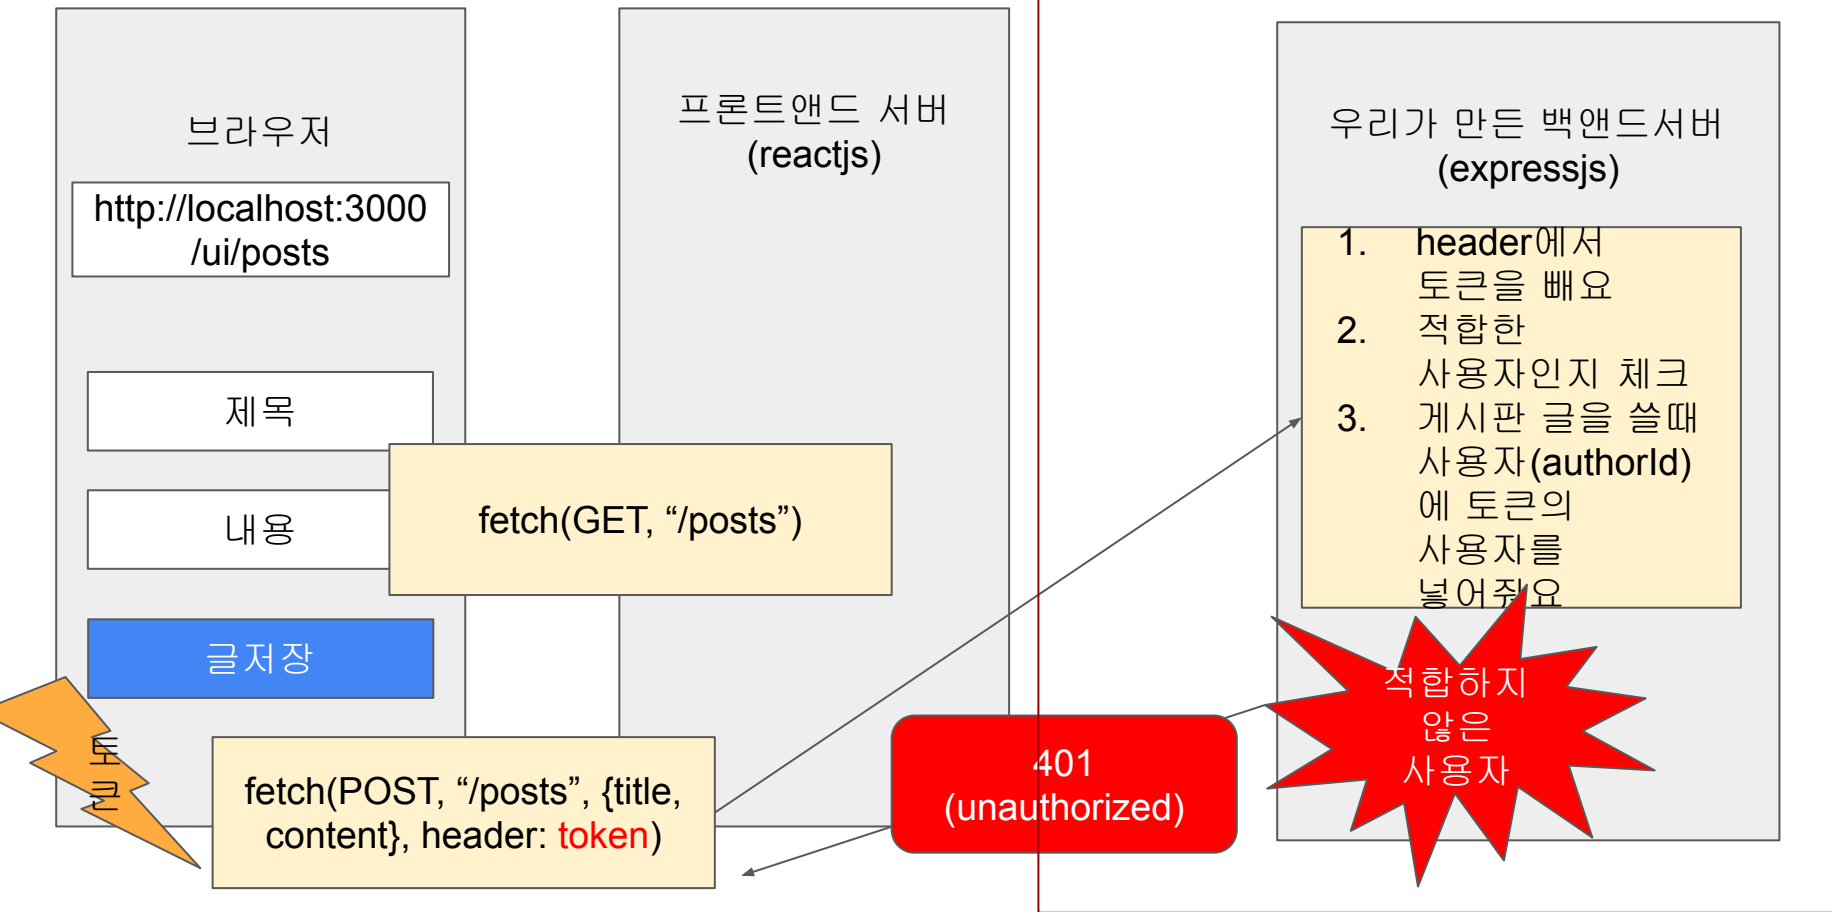 브라우저
http://localhost:3000
/ui/posts
제목
내용
글저장
토
큰
프론트앤드 서버
(reactjs)
fetch(GET, “/posts”)
fetch(POST, “/posts”, {title,
content}, header: token)
401
(unauthorized)
우리가 만든 백앤드서버
(expressjs)
1. header에서
토큰을 빼요
2. 적합한
사용자인지 체크
3. 게시판 글을 쓸때
사용자(authorId)
에 토큰의
사용자를
넣어줘요
적합하지
않은
사용자